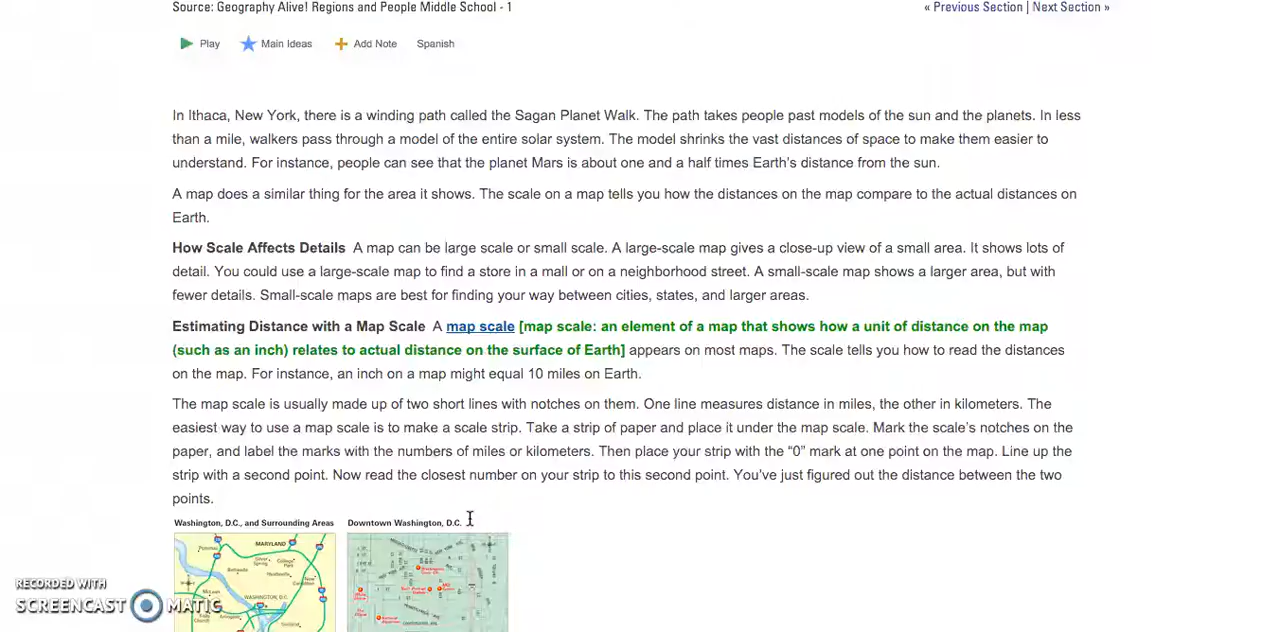 Source: Geography Alive! Regions and People Middle School - 1
« Previous Section | Next Section »
Play Main Ideas Add Note Spanish
In Ithaca, New York, there is a winding path called the Sagan Planet Walk. The path takes people past models of the sun and the planets. In less
than a mile, walkers pass through a model of the entire solar system. The model shrinks the vast distances of space to make them easier to
understand. For instance, people can see that the planet Mars is about one and a half times Earth's distance from the sun.
A map does a similar thing for the area it shows. The scale on a map tells you how the distances on the map compare to the actual distances on
Earth.
How Scale Affects Details A map can be large scale or small scale. A large-scale map gives a close-up view of a small area. It shows lots of
detail. You could use a large-scale map to find a store in a mall or on a neighborhood street. A small-scale map shows a larger area, but with
fewer details. Small-scale maps are best for finding your way between cities, states, and larger areas.
Estimating Distance with a Map Scale A map scale [map scale: an element of a map that shows how a unit of distance on the map
(such as an inch) relates to actual distance on the surface of Earth] appears on most maps. The scale tells you how to read the distances
on the map. For instance, an inch on a map might equal 10 miles on Earth.
The map scale is usually made up of two short lines with notches on them. One line measures distance in miles, the other in kilometers. The
easiest way to use a map scale is to make a scale strip. Take a strip of paper and place it under the map scale. Mark the scale's notches on the
paper, and label the marks with the numbers of miles or kilometers. Then place your strip with the “0” mark at one point on the map. Line up the
strip with a second point. Now read the closest number on your strip to this second point. You've just figured out the distance between the two
points.
Washington, D.C., and Surrounding Areas
Downtown Washington, D.C.
MARYLAND
Potomac
Silver Spring
College Park
Bethesda
McLean
WASHINGTON, D.C.
RECORDED WITH
SCREENCAST MATIC